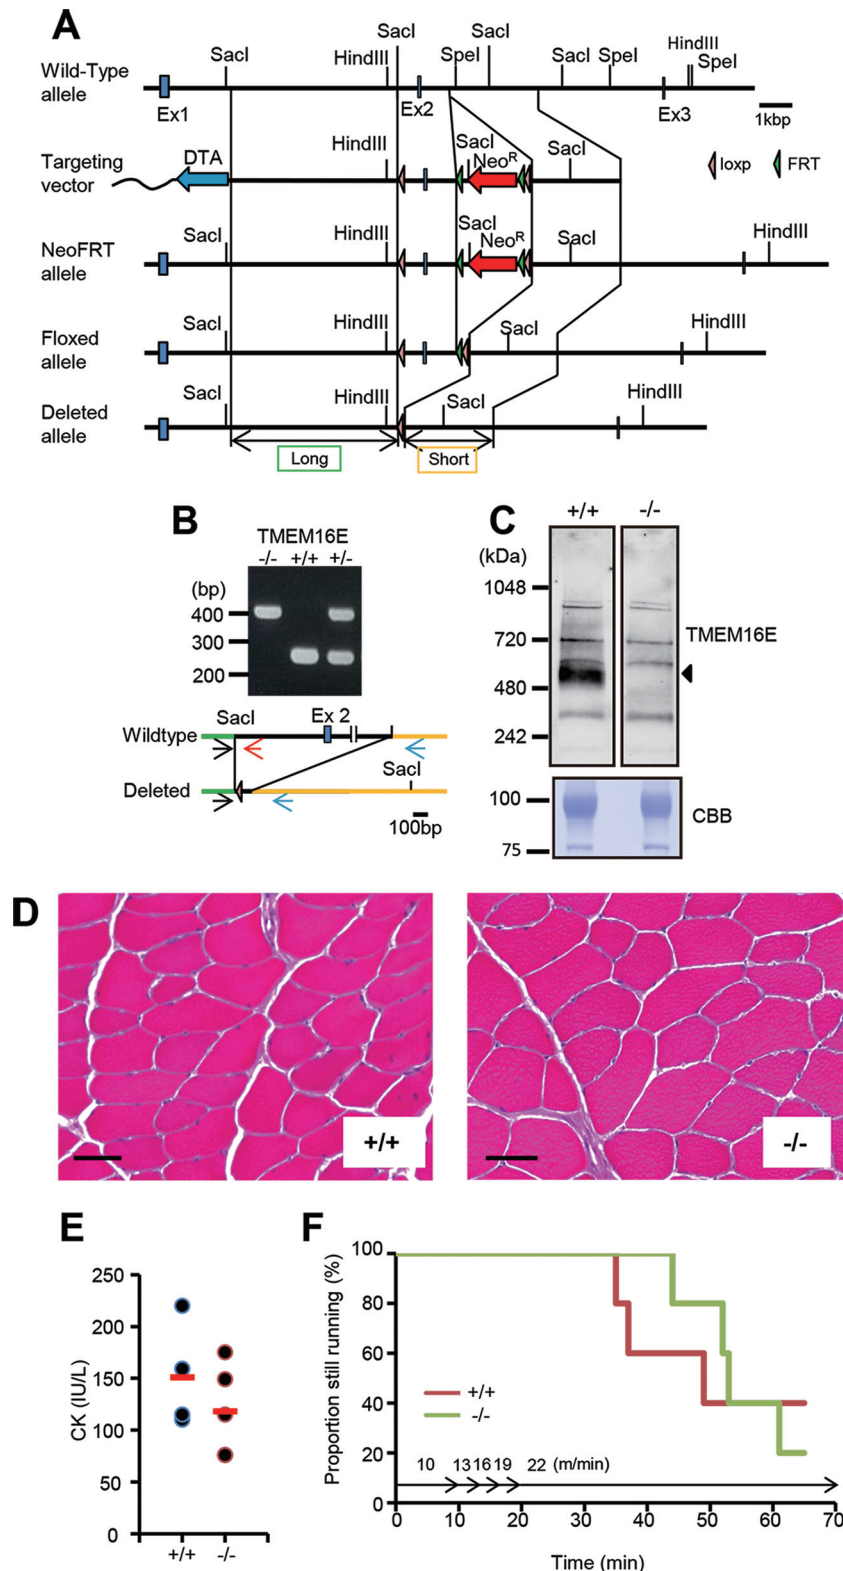 A
SacI
SacI
SacI
HindIII
HindIII
SpeI
SacI
SpeI
SpeI
Wild-Type
allele
Ex1
Ex2
Ex3
1kbp
Targeting
vector
DTA
HindIII
SacI
NeoR
SacI
loxp
FRT
NeoFRT
allele
SacI
HindIII
SacI
NeoR
SacI
HindIII
Floxed
allele
SacI
HindIII
SacI
HindIII
Deleted
allele
SacI
HindIII
SacI
HindIII
Long
Short
B
TMEM16E
-/- +/+ +/-
(bp)
400
300
200
SacI
Ex 2
Wildtype
SacI
Deleted
100bp
C
+/+ -/-
(kDa)
1048
720
TMEM16E
480
242
100
CBB
75
D
+/+
-/-
E
250
200
150
100
50
0
CK (IU/L)
+/+ -/-
F
100
80
60
40
20
0
Proportion still running (%)
+/+
-/-
10 13 16 19 22 (m/min)
0 10 20 30 40 50 60 70
Time (min)